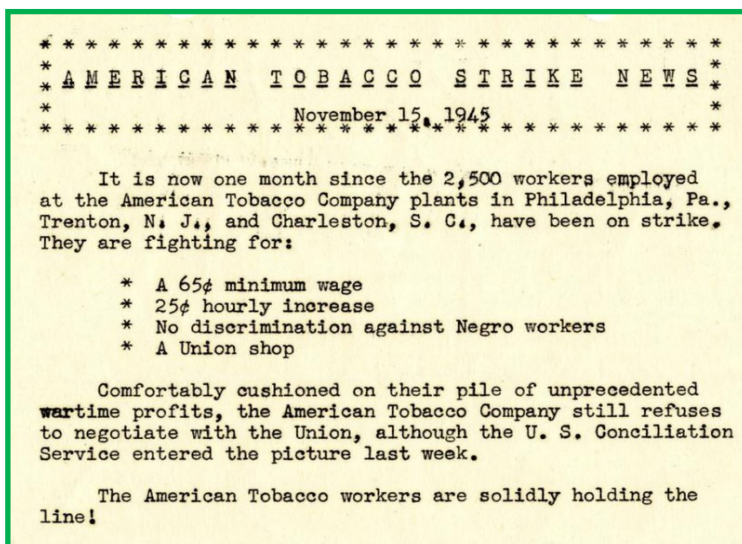 * * * * * * * * * * * * * * * * * * * * * * * * * * * * * *
* AMERICAN TOBACCO STRIKE NEWS *
* November 15, 1945 *
* * * * * * * * * * * * * * * * * * * * * * * * * * * * * *
It is now one month since the 2,500 workers employed
at the American Tobacco Company plants in Philadelphia, Pa.,
Trenton, N. J., and Charleston, S. C., have been on strike.
They are fighting for:
* A 65¢ minimum wage
* 25¢ hourly increase
* No discrimination against Negro workers
* A Union shop
Comfortably cushioned on their pile of unprecedented
wartime profits, the American Tobacco Company still refuses
to negotiate with the Union, although the U. S. Conciliation
Service entered the picture last week.
The American Tobacco workers are solidly holding the
line!